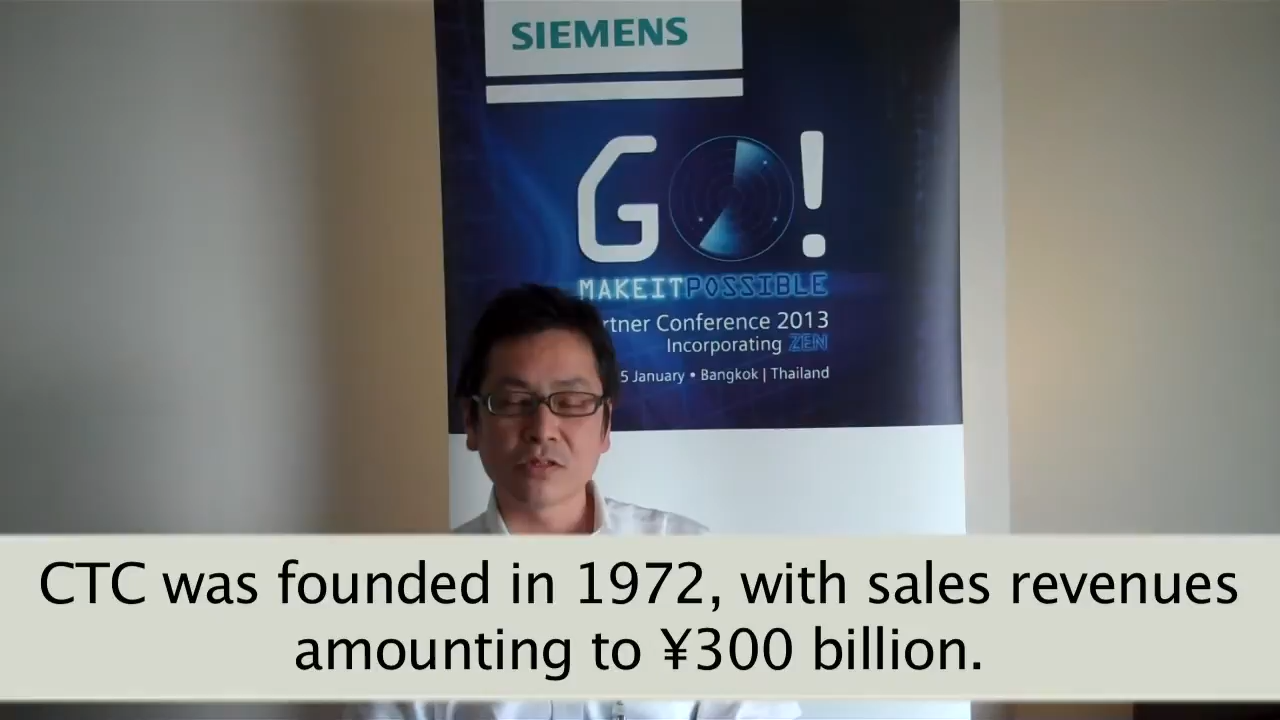 SIEMENS
GO!
MAKEITPOSSIBLE
rtner Conference 2013
Incorporating ZEN
5 January • Bangkok | Thailand
CTC was founded in 1972, with sales revenues
amounting to ¥300 billion.